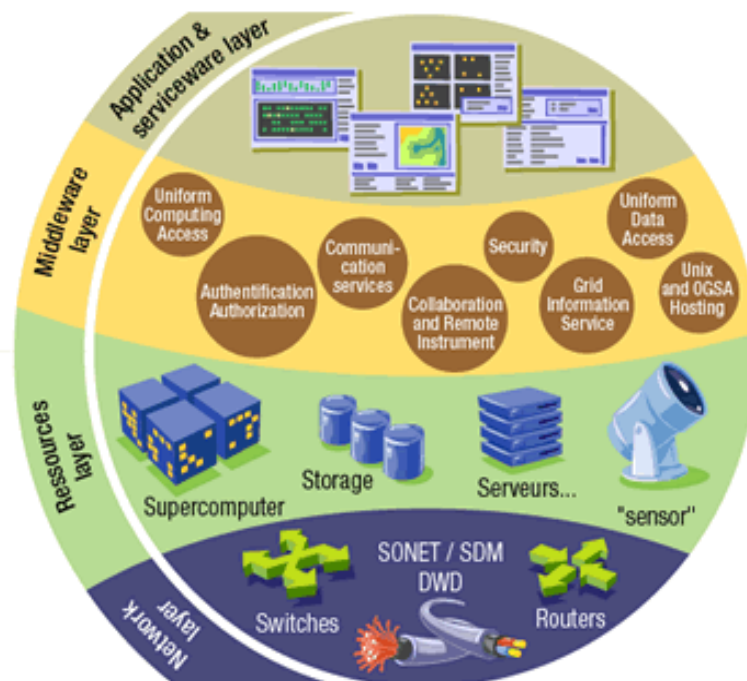 Application &
serviceware layer
Middleware
layer
Uniform
Computing
Access
Authentification
Authorization
Communi-
cation
services
Collaboration
and Remote
Instrument
Security
Grid
Information
Service
Uniform
Data
Access
Unix
and OGSA
Hosting
Ressources
layer
Supercomputer
Storage
Serveurs...
"sensor"
Network
layer
Switches
SONET / SDM
DWD
Routers